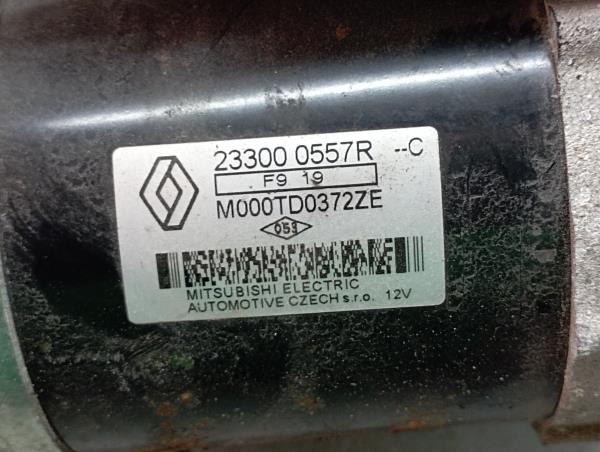 23300 0557R --C
F9 19
M000TD0372ZE
053
MITSUBISHI ELECTRIC
AUTOMOTIVE CZECH s.r.o. 12V